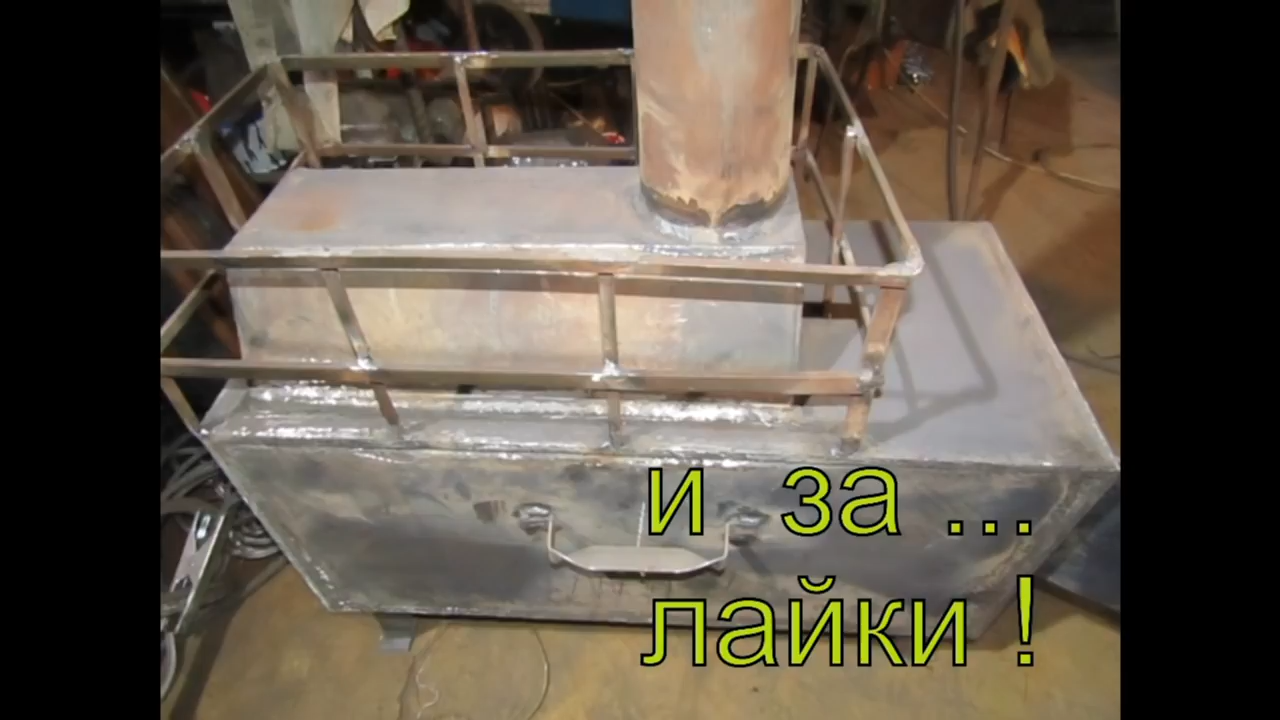 и за ...
лайки !